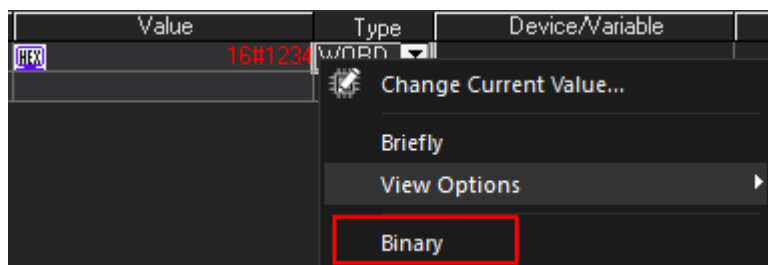 Value Type Device/Variable
HEX 16#1234 WORD
Change Current Value...
Briefly
View Options
Binary